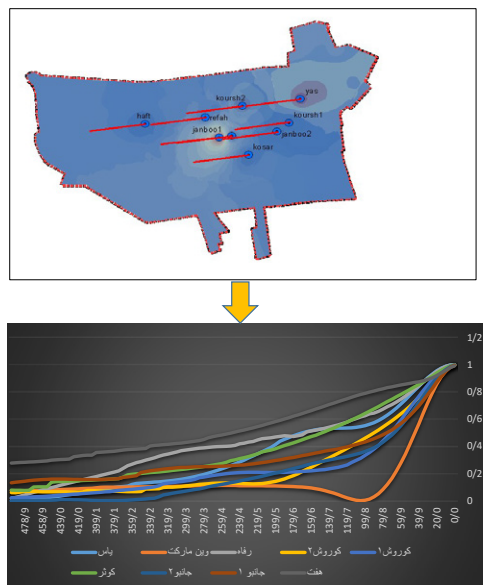 yas
koursh2
haft
refah
koursh1
janboo1
janboo2
kosar
1/2
1
0/8
0/6
0/4
0/2
0
478/9 458/9 439/0 419/0 399/1 379/1 359/2 339/2 319/3 299/3 279/3 259/4 239/4 219/5 199/5 179/6 159/6 139/7 119/7 99/8 79/8 59/9 39/9 20/0 0/0
یاس وین مارکت رفاه کوروش۲ کوروش۱
کوثر جانبو۲ جانبو ۱ هفت